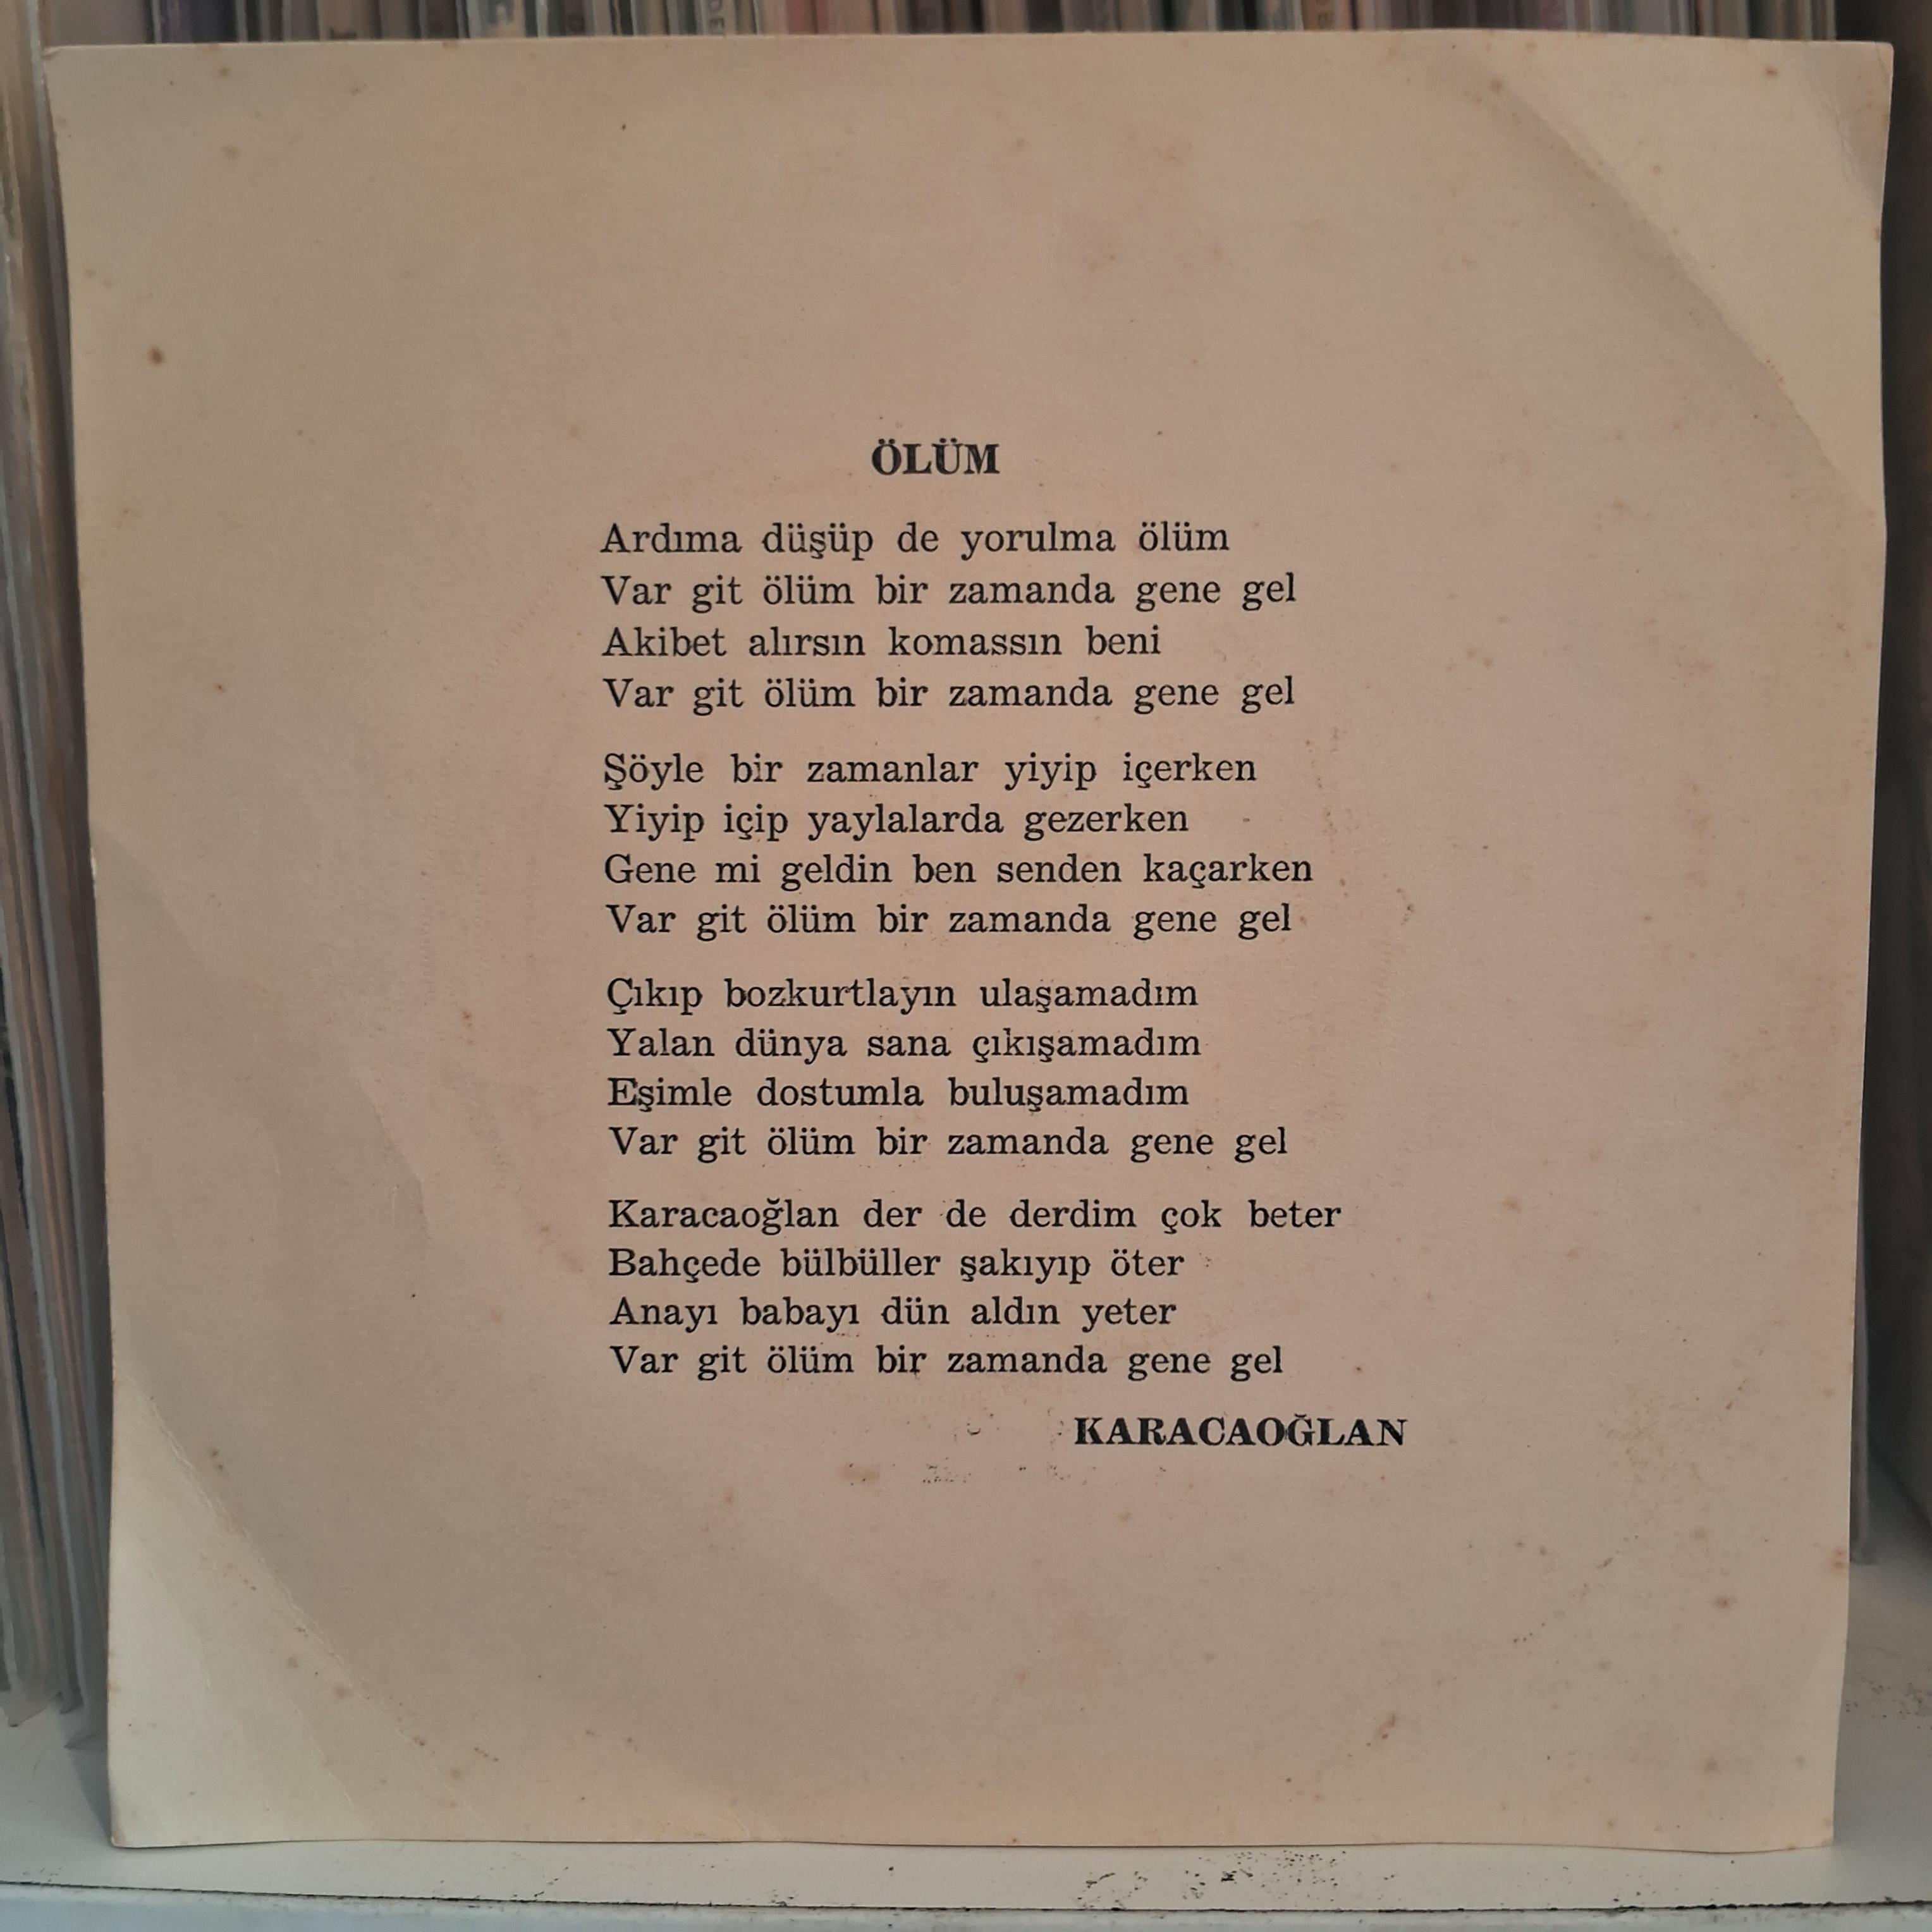 ÖLÜM
Ardıma düşüp de yorulma ölüm
Var git ölüm bir zamanda gene gel
Akibet alırsın komassın beni
Var git ölüm bir zamanda gene gel
Şöyle bir zamanlar yiyip içerken
Yiyip içip yaylalarda gezerken
Gene mi geldin ben senden kaçarken
Var git ölüm bir zamanda gene gel
Çıkıp bozkurtlayın ulaşamadım
Yalan dünya sana çıkışamadım
Eşimle dostumla buluşamadım
Var git ölüm bir zamanda gene gel
Karacaoğlan der de derdim çok beter
Bahçede bülbüller şakıyıp öter
Anayı babayı dün aldın yeter
Var git ölüm bir zamanda gene gel
KARACAOĞLAN